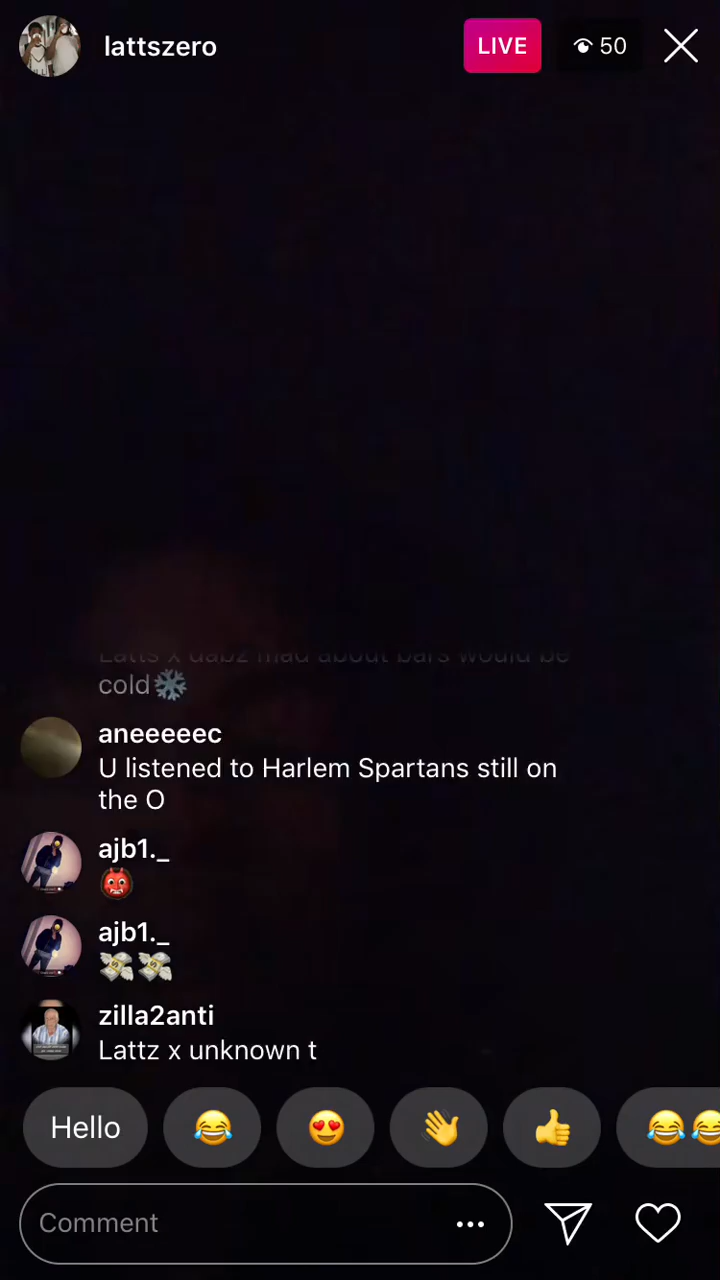 lattszero
LIVE
50
Latts x dabz mad about bars would be
cold❄️
aneeeeec
U listened to Harlem Spartans still on
the O
ajb1._
👹
ajb1._
💸💸
zilla2anti
Lattz x unknown t
Hello
😂
😍
👋
👍
😂😂
Comment